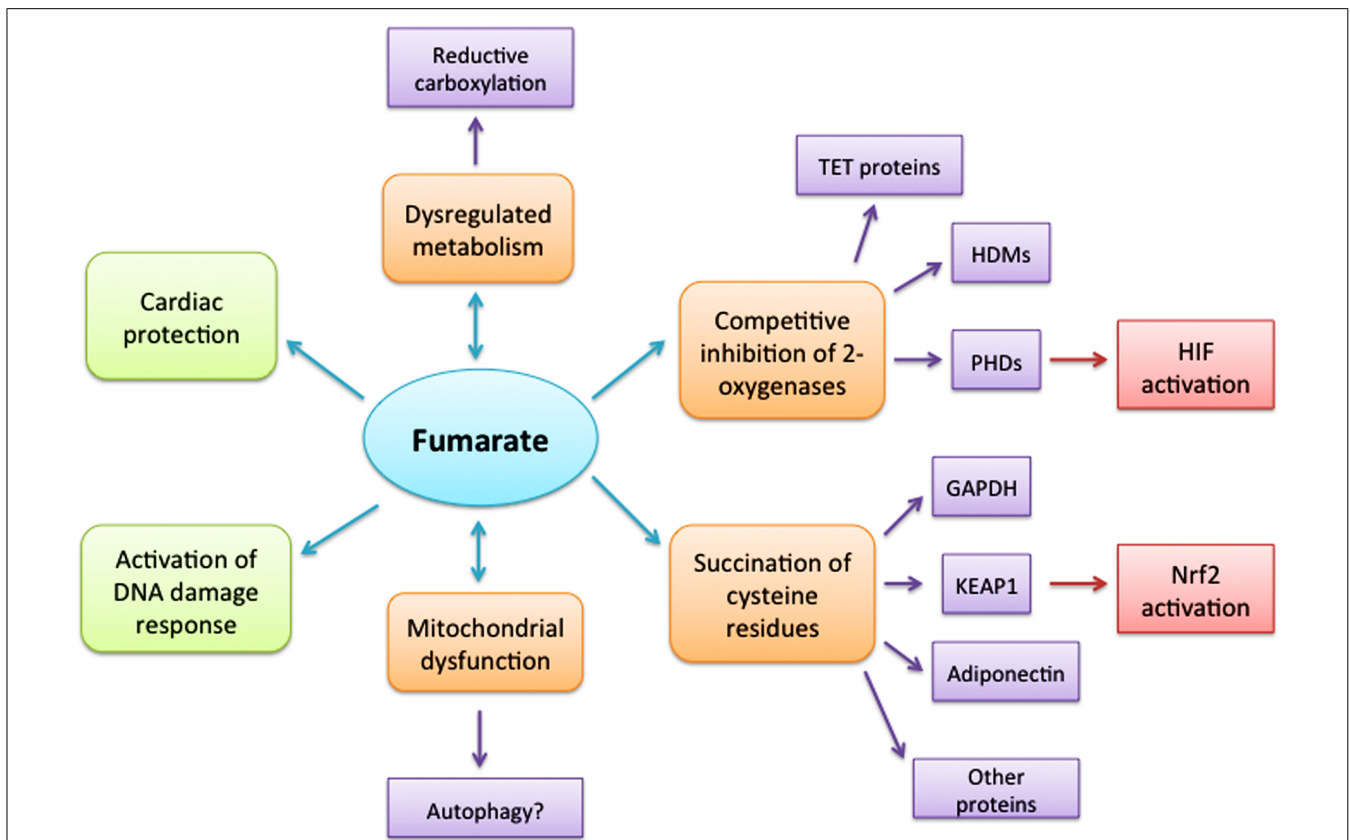 Reductive
carboxylation
TET proteins
Dysregulated
metabolism
HDMs
Cardiac
protection
Competitive
inhibition of 2-
oxygenases
PHDs
HIF
activation
Fumarate
GAPDH
Activation of
DNA damage
response
Succination of
cysteine
residues
KEAP1
Nrf2
activation
Mitochondrial
dysfunction
Adiponectin
Other
proteins
Autophagy?